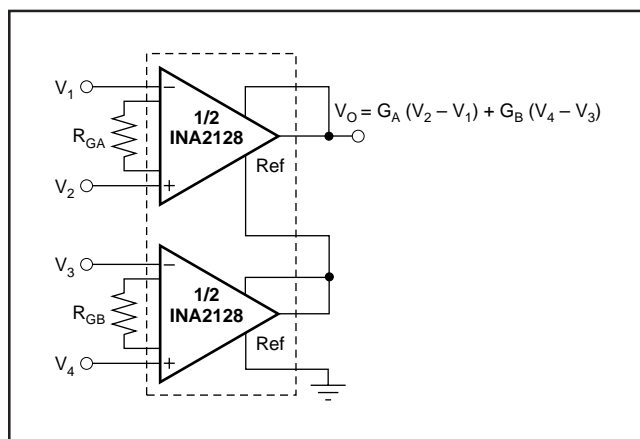 V1
1/2
INA2128
VO = GA (V2 – V1) + GB (V4 – V3)
RGA
Ref
V2
V3
1/2
INA2128
RGB
Ref
V4
−
+
−
+